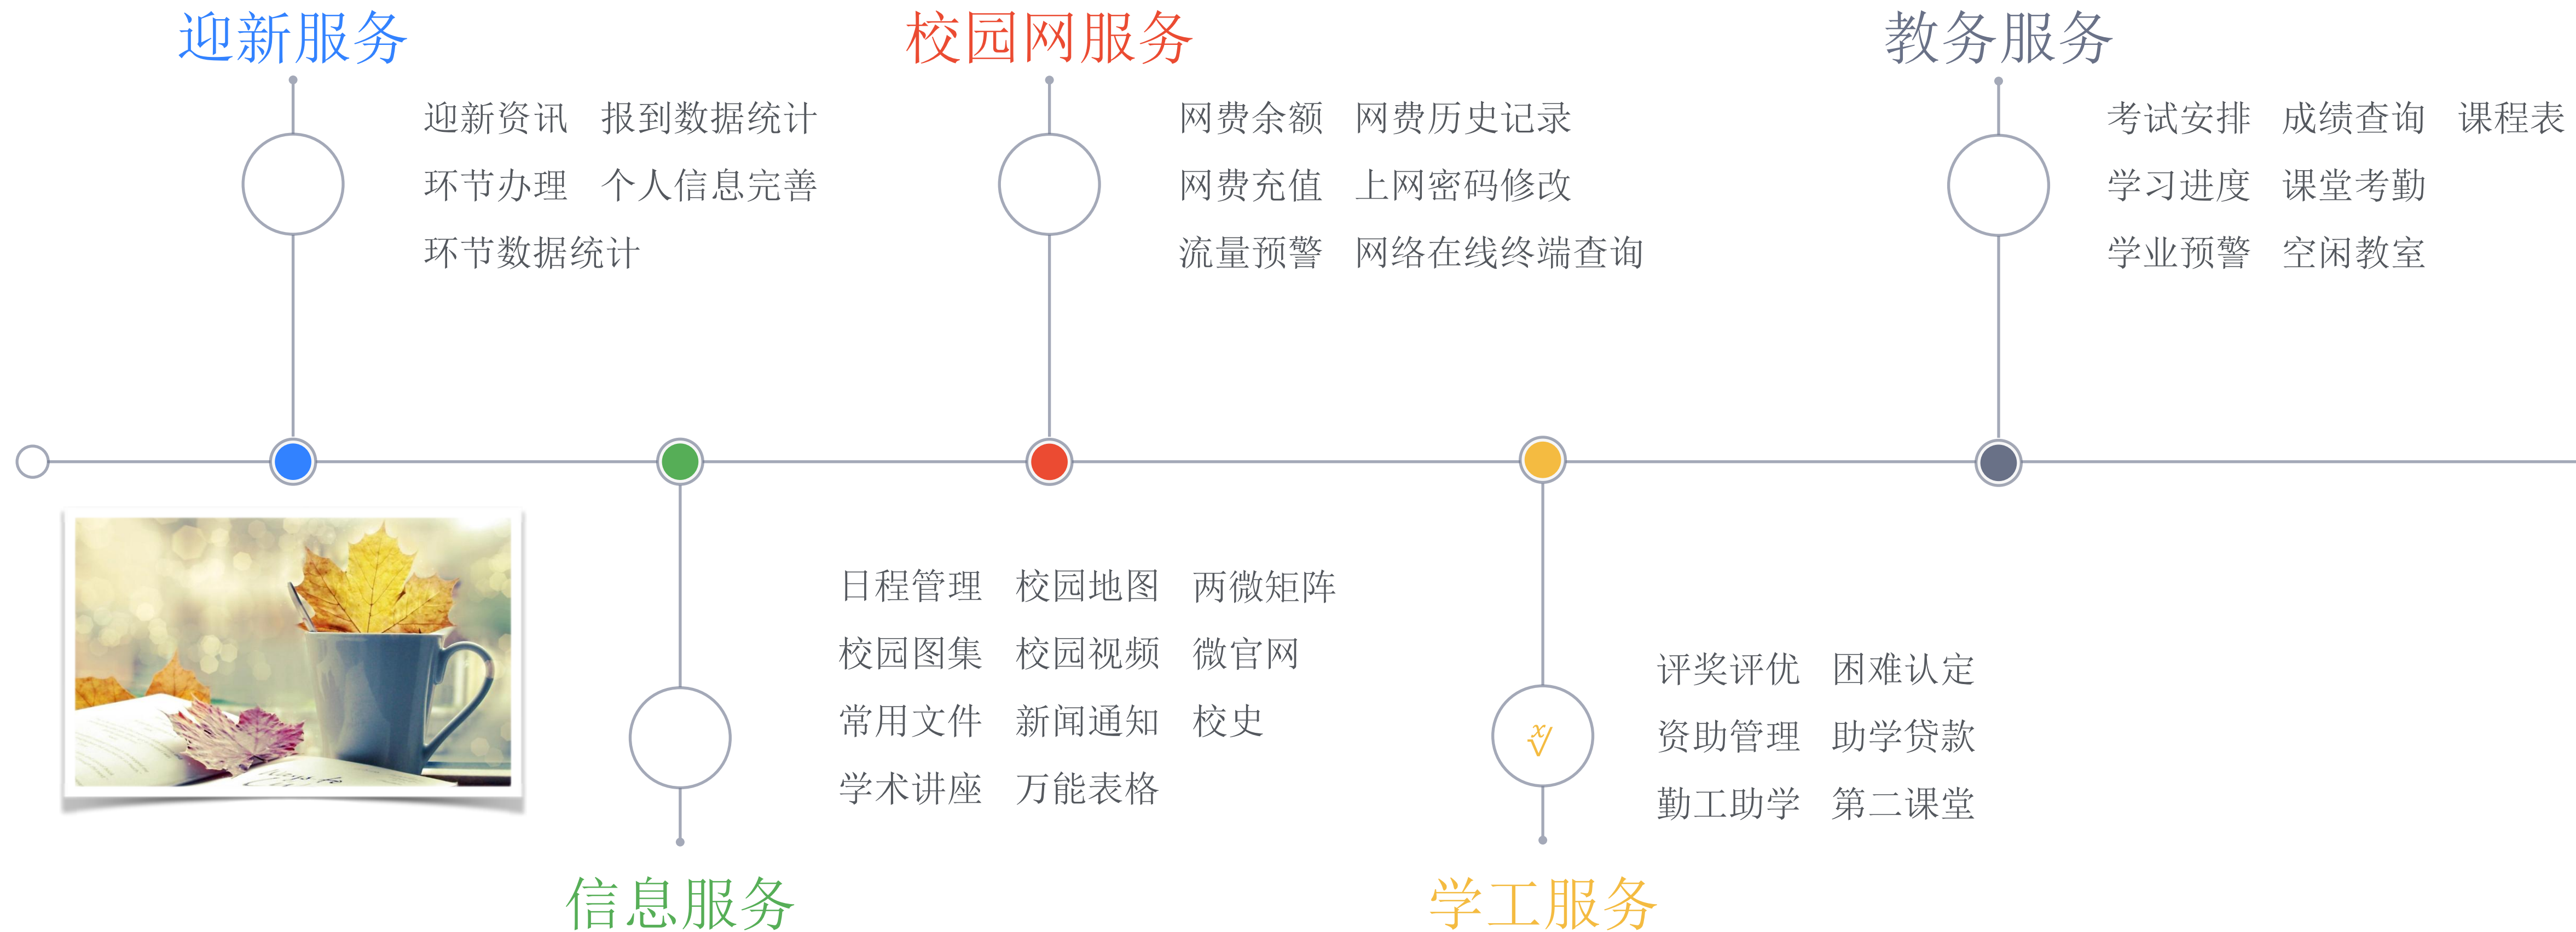 迎新服务
迎新资讯 报到数据统计
环节办理 个人信息完善
环节数据统计
校园网服务
网费余额 网费历史记录
网费充值 上网密码修改
流量预警 网络在线终端查询
教务服务
考试安排 成绩查询 课程表
学习进度 课堂考勤
学业预警 空闲教室
日程管理 校园地图 两微矩阵
校园图集 校园视频 微官网
常用文件 新闻通知 校史
学术讲座 万能表格
信息服务
x√
评奖评优 困难认定
资助管理 助学贷款
勤工助学 第二课堂
学工服务